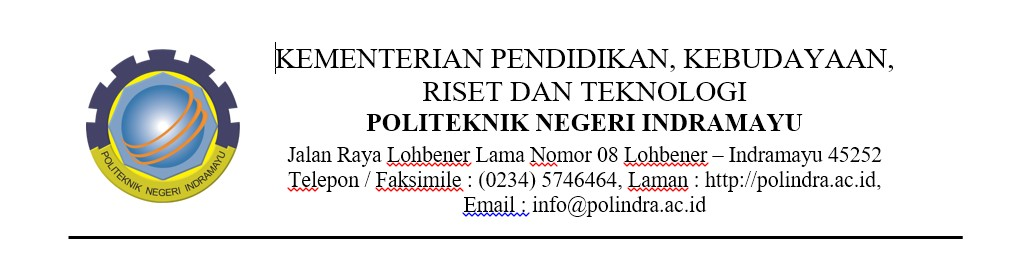 KEMENTERIAN PENDIDIKAN, KEBUDAYAAN,
RISET DAN TEKNOLOGI
POLITEKNIK NEGERI INDRAMAYU
Jalan Raya Lohbener Lama Nomor 08 Lohbener – Indramayu 45252
Telepon / Faksimile : (0234) 5746464, Laman : http://polindra.ac.id,
Email : info@polindra.ac.id
POLITEKNIK NEGERI INDRAMAYU